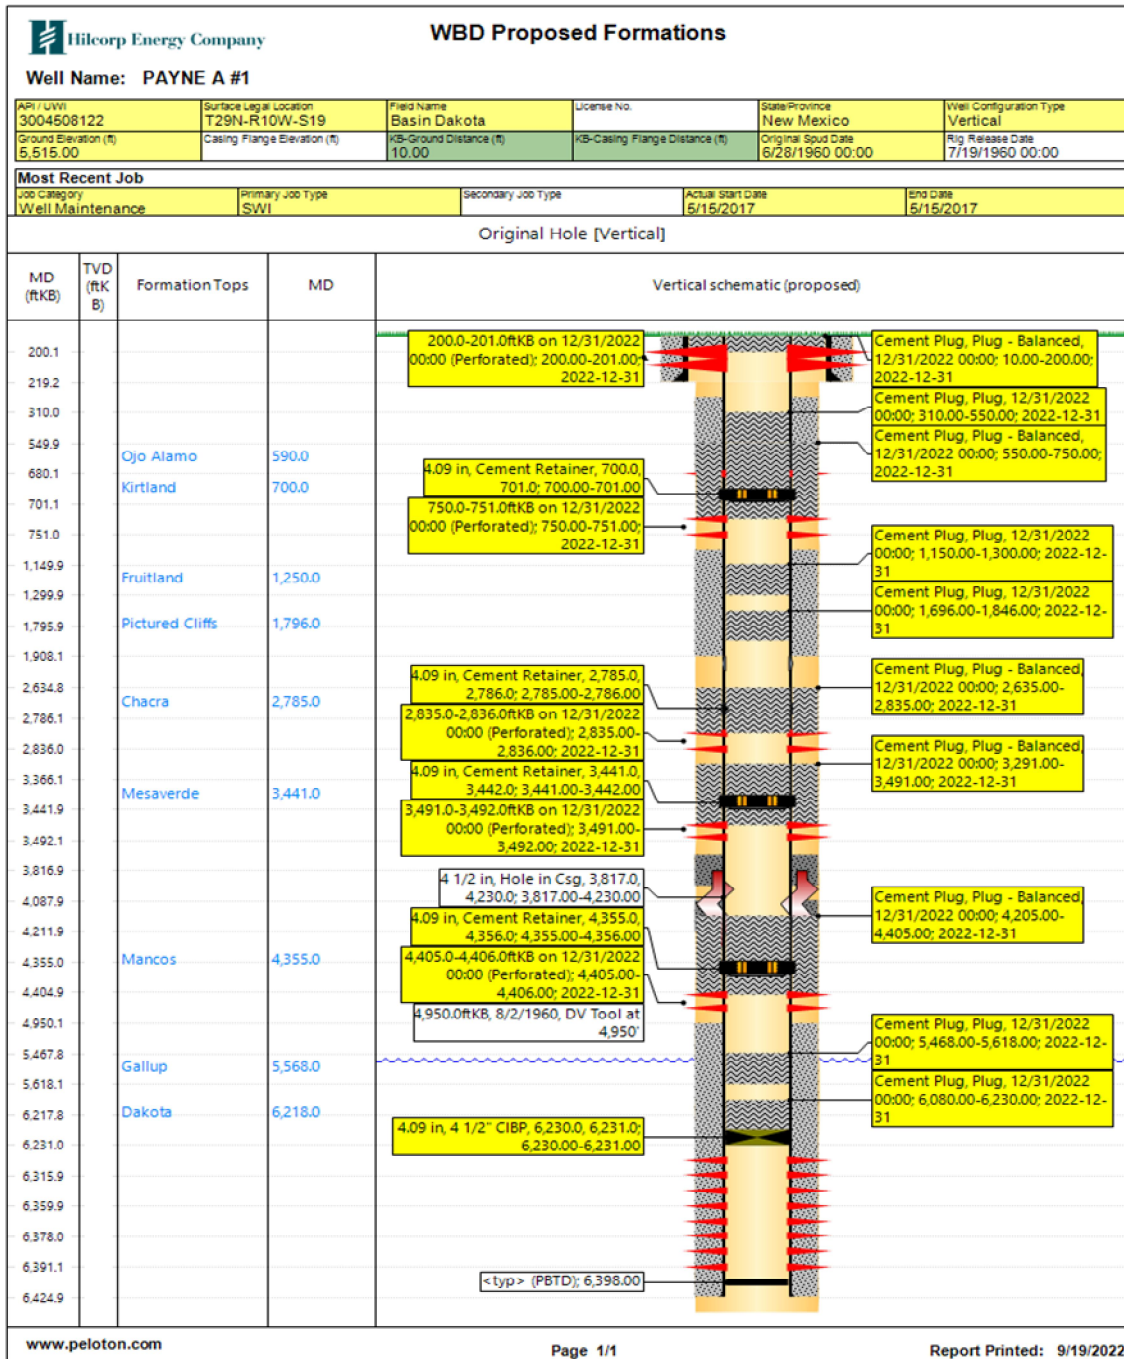 Hilcorp Energy Company
WBD Proposed Formations
Well Name: PAYNE A #1
API / UWI
3004508122
Surface Legal Location
T29N-R10W-S19
Field Name
Basin Dakota
License No.
State/Province
New Mexico
Well Configuration Type
Vertical
Ground Elevation (ft)
5,515.00
Casing Flange Elevation (ft)
KB-Ground Distance (ft)
10.00
KB-Casing Flange Distance (ft)
Original Spud Date
6/28/1960 00:00
Rig Release Date
7/19/1960 00:00
Most Recent Job
Job Category
Well Maintenance
Primary Job Type
SWI
Secondary Job Type
Actual Start Date
5/15/2017
End Date
5/15/2017
Original Hole [Vertical]
MD
(ftKB)
TVD
(ftK
B)
Formation Tops
MD
Vertical schematic (proposed)
200.1
219.2
310.0
549.9
680.1
701.1
751.0
1,149.9
1,299.9
1,795.9
1,908.1
2,634.8
2,786.1
2,836.0
3,366.1
3,441.9
3,492.1
3,816.9
4,087.9
4,211.9
4,355.0
4,404.9
4,950.1
5,467.8
5,618.1
6,217.8
6,231.0
6,315.9
6,359.9
6,378.0
6,391.1
6,424.9
Ojo Alamo 590.0
Kirtland 700.0
Fruitland 1,250.0
Pictured Cliffs 1,796.0
Chacra 2,785.0
Mesaverde 3,441.0
Mancos 4,355.0
Gallup 5,568.0
Dakota 6,218.0
200.0-201.0ftKB on 12/31/2022
00:00 (Perforated); 200.00-201.00;
2022-12-31
4.09 in, Cement Retainer, 700.0,
701.0; 700.00-701.00
750.0-751.0ftKB on 12/31/2022
00:00 (Perforated); 750.00-751.00;
2022-12-31
4.09 in, Cement Retainer, 2,785.0,
2,786.0; 2,785.00-2,786.00
2,835.0-2,836.0ftKB on 12/31/2022
00:00 (Perforated); 2,835.00-
2,836.00; 2022-12-31
4.09 in, Cement Retainer, 3,441.0,
3,442.0; 3,441.00-3,442.00
3,491.0-3,492.0ftKB on 12/31/2022
00:00 (Perforated); 3,491.00-
3,492.00; 2022-12-31
4 1/2 in, Hole in Csg, 3,817.0,
4,230.0; 3,817.00-4,230.00
4.09 in, Cement Retainer, 4,355.0,
4,356.0; 4,355.00-4,356.00
4,405.0-4,406.0ftKB on 12/31/2022
00:00 (Perforated); 4,405.00-
4,406.00; 2022-12-31
4,950.0ftKB, 8/2/1960, DV Tool at
4,950'
4.09 in, 4 1/2" CIBP, 6,230.0, 6,231.0;
6,230.00-6,231.00
<typ> (PBTD); 6,398.00
Cement Plug, Plug - Balanced,
12/31/2022 00:00; 10.00-200.00;
2022-12-31
Cement Plug, Plug, 12/31/2022
00:00; 310.00-550.00; 2022-12-31
Cement Plug, Plug - Balanced,
12/31/2022 00:00; 550.00-750.00;
2022-12-31
Cement Plug, Plug, 12/31/2022
00:00; 1,150.00-1,300.00; 2022-12-
31
Cement Plug, Plug, 12/31/2022
00:00; 1,696.00-1,846.00; 2022-12-
31
Cement Plug, Plug - Balanced,
12/31/2022 00:00; 2,635.00-
2,835.00; 2022-12-31
Cement Plug, Plug - Balanced,
12/31/2022 00:00; 3,291.00-
3,491.00; 2022-12-31
Cement Plug, Plug - Balanced,
12/31/2022 00:00; 4,205.00-
4,405.00; 2022-12-31
Cement Plug, Plug, 12/31/2022
00:00; 5,468.00-5,618.00; 2022-12-
31
Cement Plug, Plug, 12/31/2022
00:00; 6,080.00-6,230.00; 2022-12-
31
www.peloton.com
Page 1/1
Report Printed: 9/19/2022